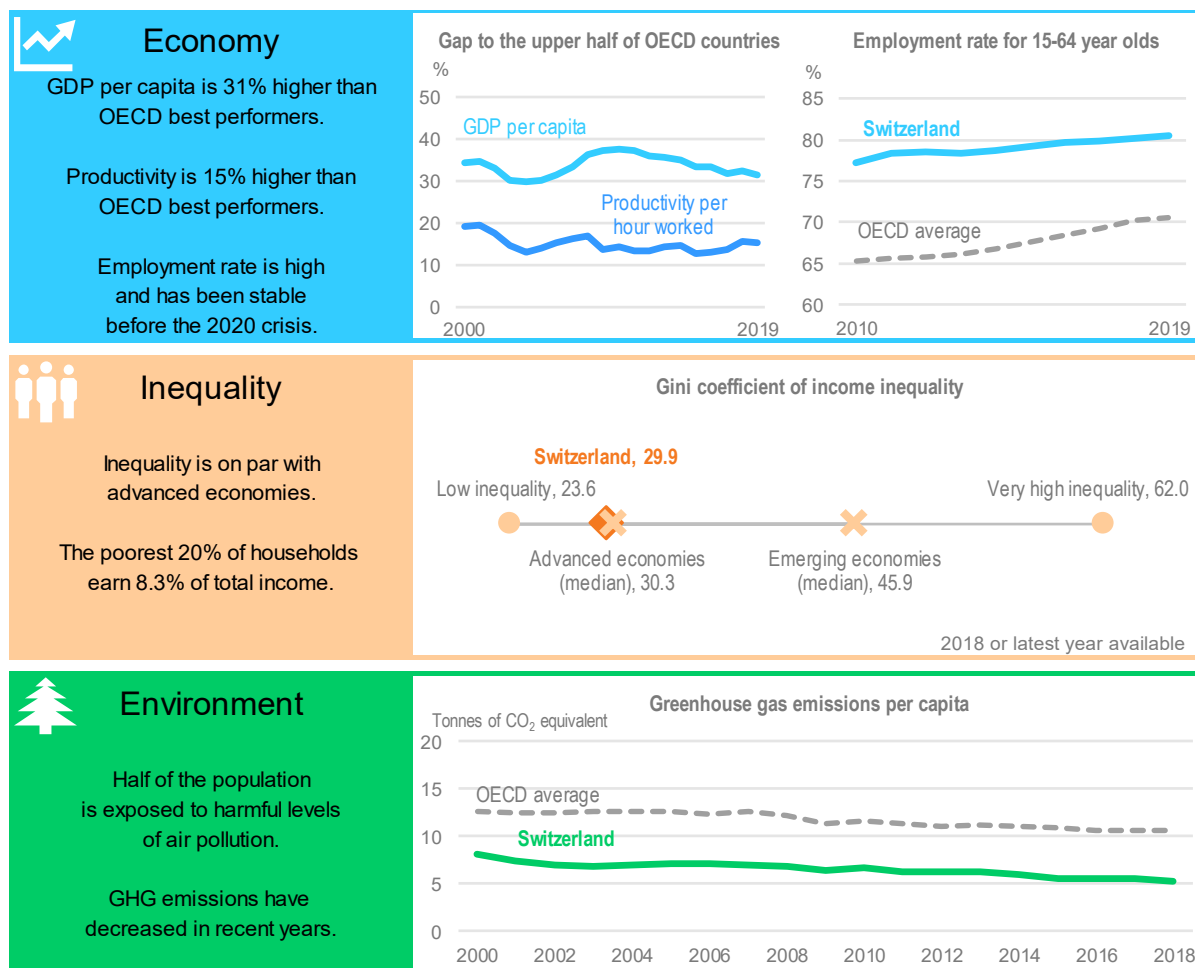 Economy
GDP per capita is 31% higher than
OECD best performers.
Productivity is 15% higher than
OECD best performers.
Employment rate is high
and has been stable
before the 2020 crisis.
Gap to the upper half of OECD countries
%
50
40
30
20
10
0
GDP per capita
Productivity per
hour worked
2000
2019
Employment rate for 15-64 year olds
%
85
80
75
70
65
60
Switzerland
OECD average
2010
2019
Inequality
Inequality is on par with
advanced economies.
The poorest 20% of households
earn 8.3% of total income.
Gini coefficient of income inequality
Switzerland, 29.9
Low inequality, 23.6
Very high inequality, 62.0
Advanced economies
(median), 30.3
Emerging economies
(median), 45.9
2018 or latest year available
Environment
Half of the population
is exposed to harmful levels
of air pollution.
GHG emissions have
decreased in recent years.
Greenhouse gas emissions per capita
Tonnes of CO₂ equivalent
20
15
10
5
0
OECD average
Switzerland
2000
2002
2004
2006
2008
2010
2012
2014
2016
2018